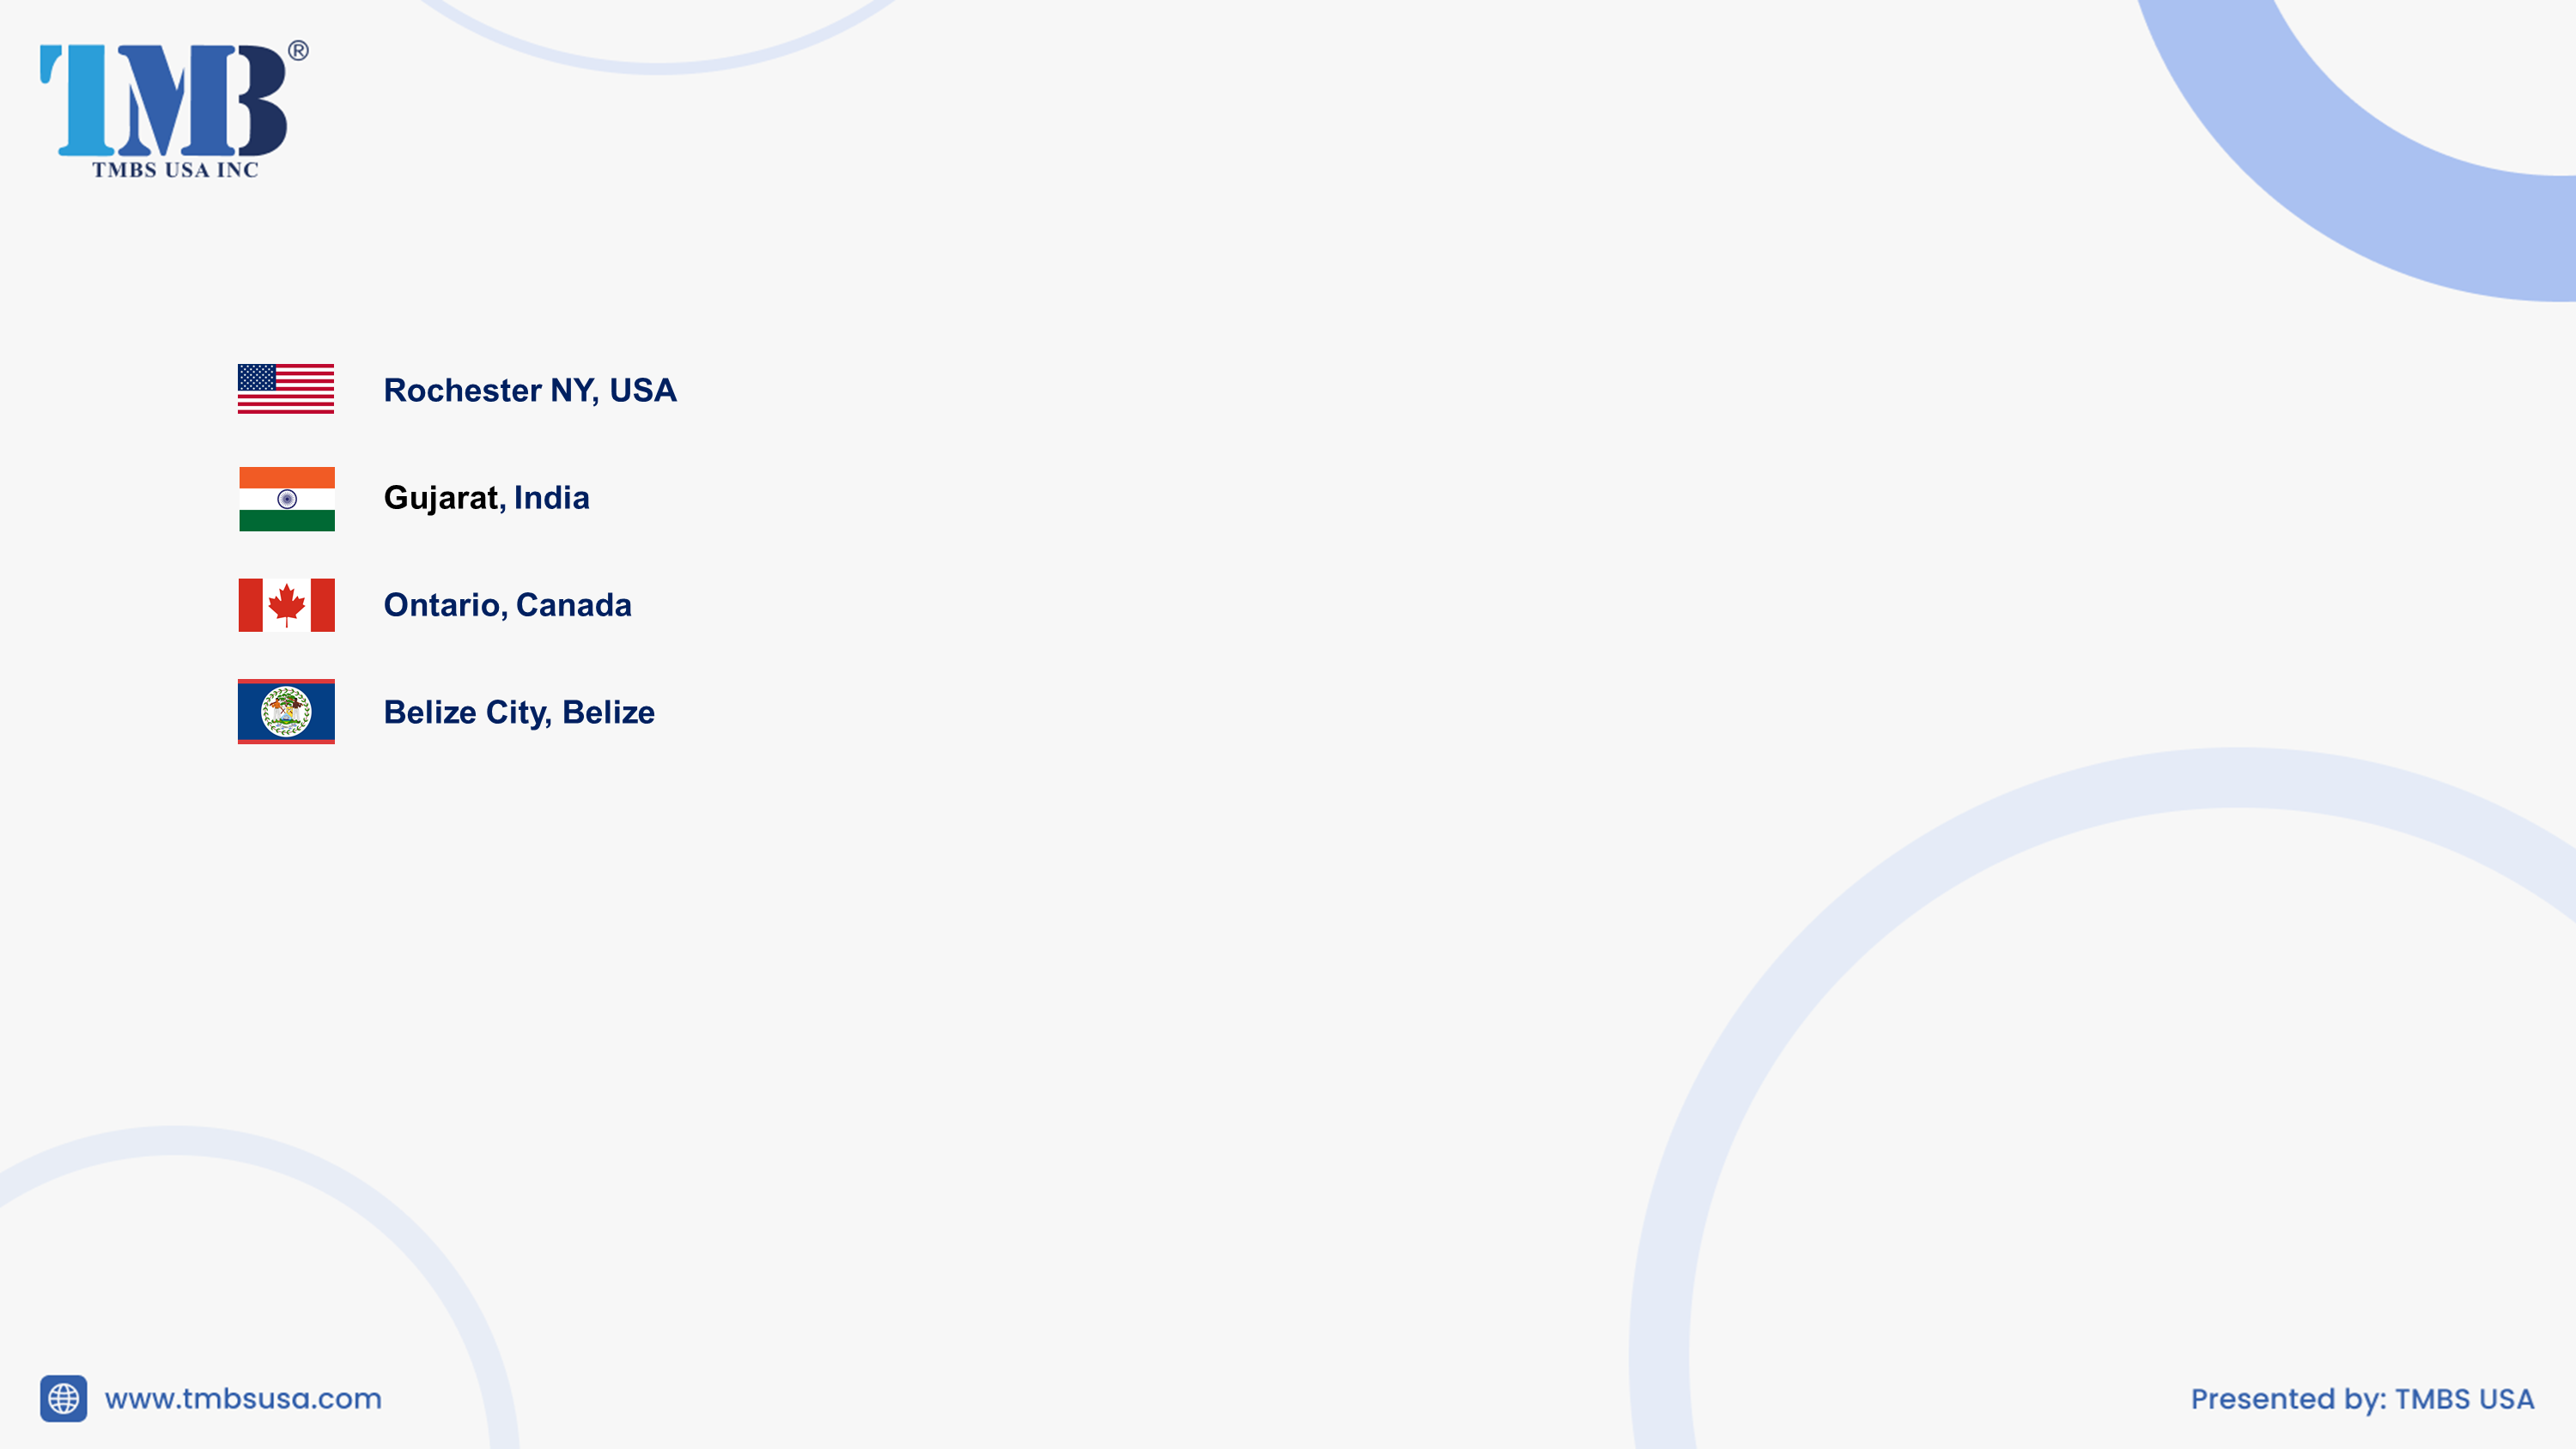 TMB®
TMBS USA INC
Rochester NY, USA
Gujarat, India
Ontario, Canada
Belize City, Belize
www.tmbsusa.com
Presented by: TMBS USA